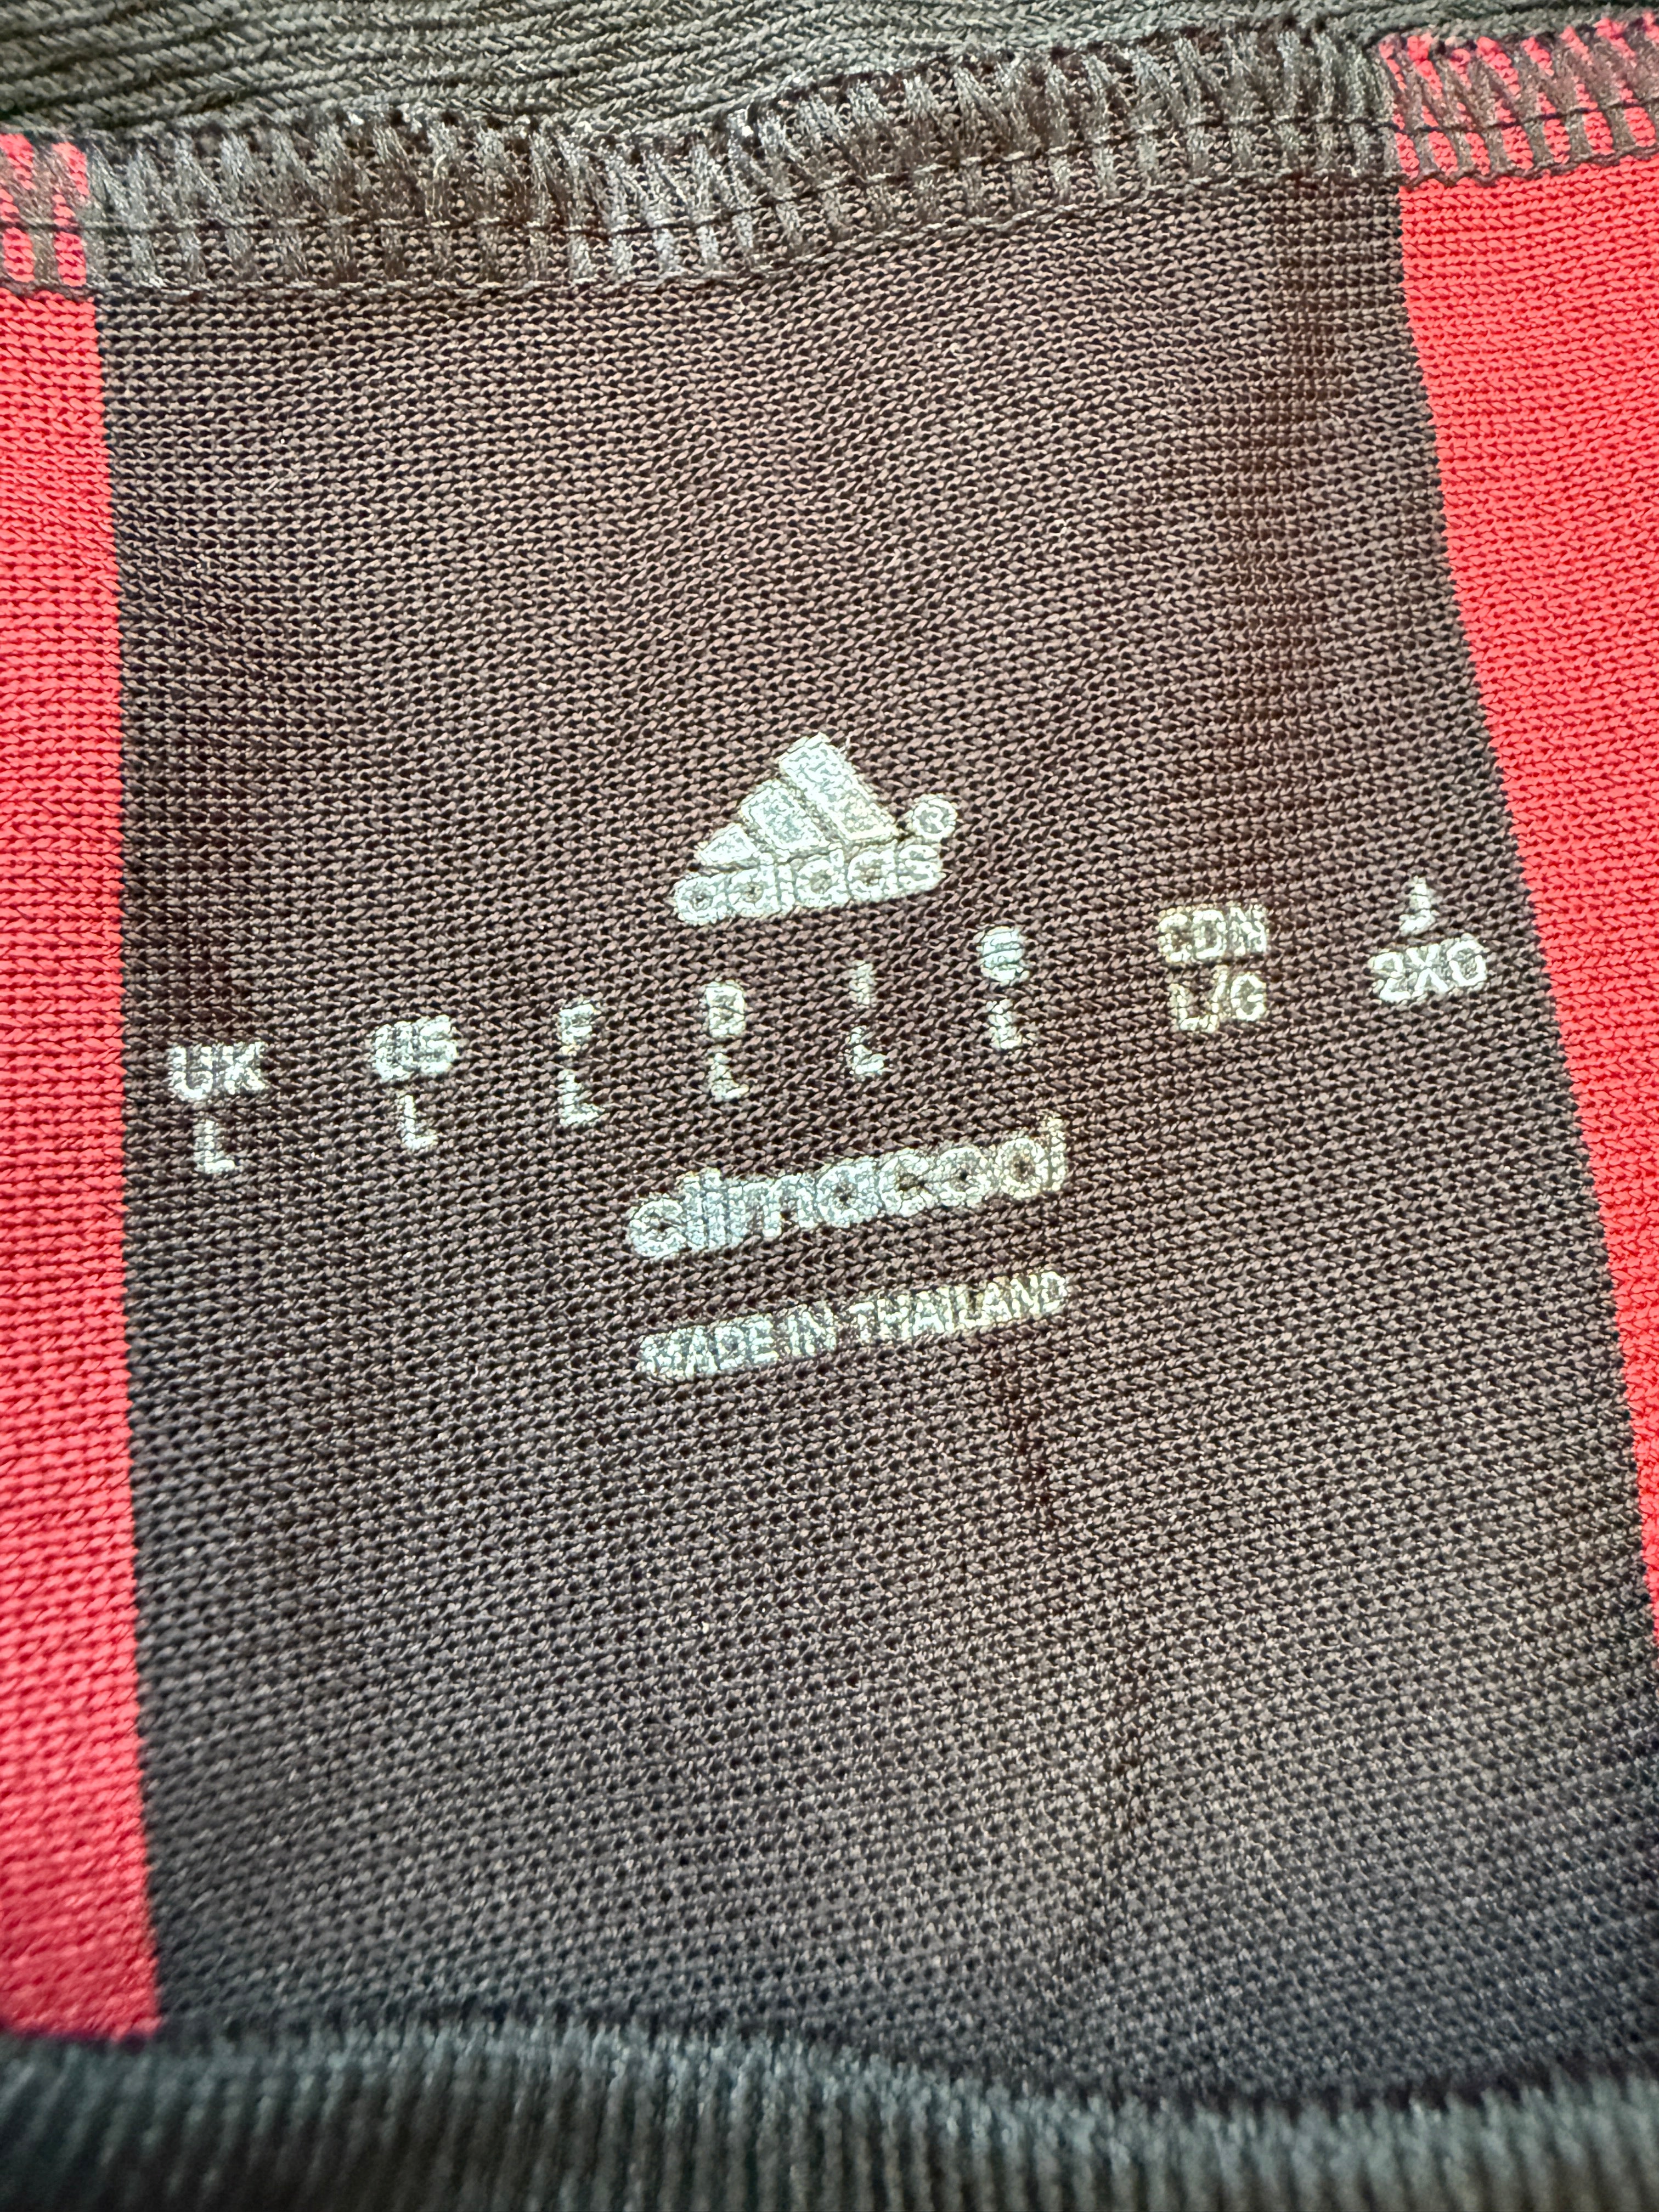 adidas®
UK US F D I CDN J
L L L L L L L/G 2XO
climacool
MADE IN THAILAND